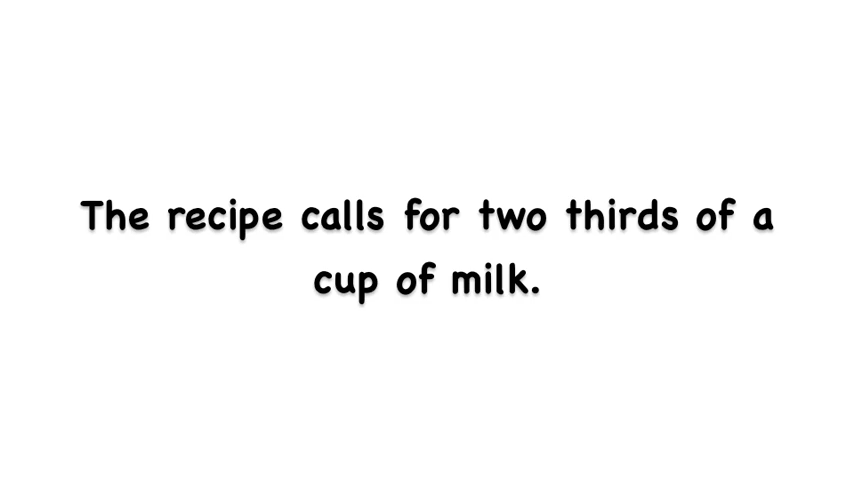 The recipe calls for two thirds of a
cup of milk.